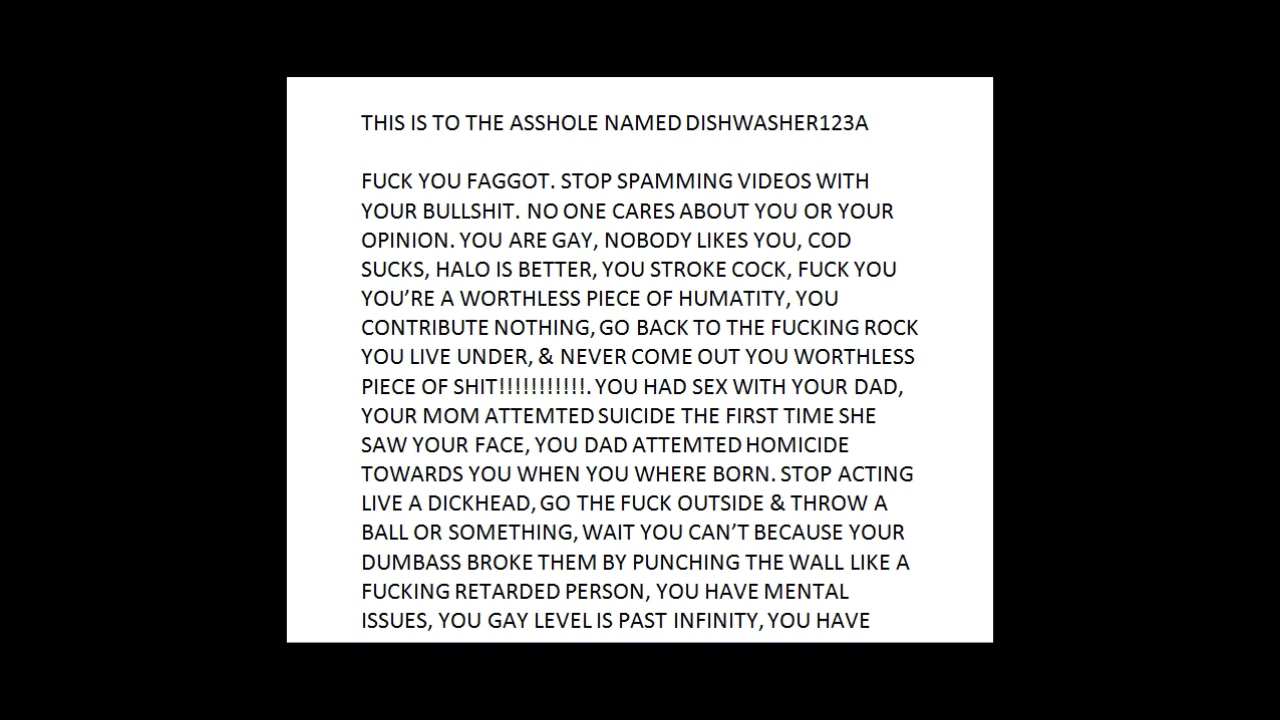 THIS IS TO THE ASSHOLE NAMED DISHWASHER123A
FUCK YOU FAGGOT. STOP SPAMMING VIDEOS WITH
YOUR BULLSHIT. NO ONE CARES ABOUT YOU OR YOUR
OPINION. YOU ARE GAY, NOBODY LIKES YOU, COD
SUCKS, HALO IS BETTER, YOU STROKE COCK, FUCK YOU
YOU’RE A WORTHLESS PIECE OF HUMATITY, YOU
CONTRIBUTE NOTHING, GO BACK TO THE FUCKING ROCK
YOU LIVE UNDER, & NEVER COME OUT YOU WORTHLESS
PIECE OF SHIT!!!!!!!!!!!. YOU HAD SEX WITH YOUR DAD,
YOUR MOM ATTEMTED SUICIDE THE FIRST TIME SHE
SAW YOUR FACE, YOU DAD ATTEMTED HOMICIDE
TOWARDS YOU WHEN YOU WHERE BORN. STOP ACTING
LIVE A DICKHEAD, GO THE FUCK OUTSIDE & THROW A
BALL OR SOMETHING, WAIT YOU CAN’T BECAUSE YOUR
DUMBASS BROKE THEM BY PUNCHING THE WALL LIKE A
FUCKING RETARDED PERSON, YOU HAVE MENTAL
ISSUES, YOU GAY LEVEL IS PAST INFINITY, YOU HAVE